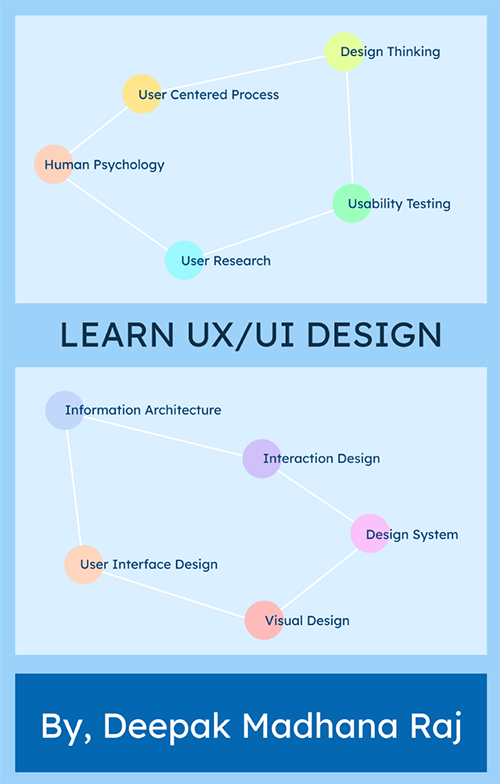 Design Thinking
User Centered Process
Human Psychology
Usability Testing
User Research
LEARN UX/UI DESIGN
Information Architecture
Interaction Design
Design System
User Interface Design
Visual Design
By, Deepak Madhana Raj